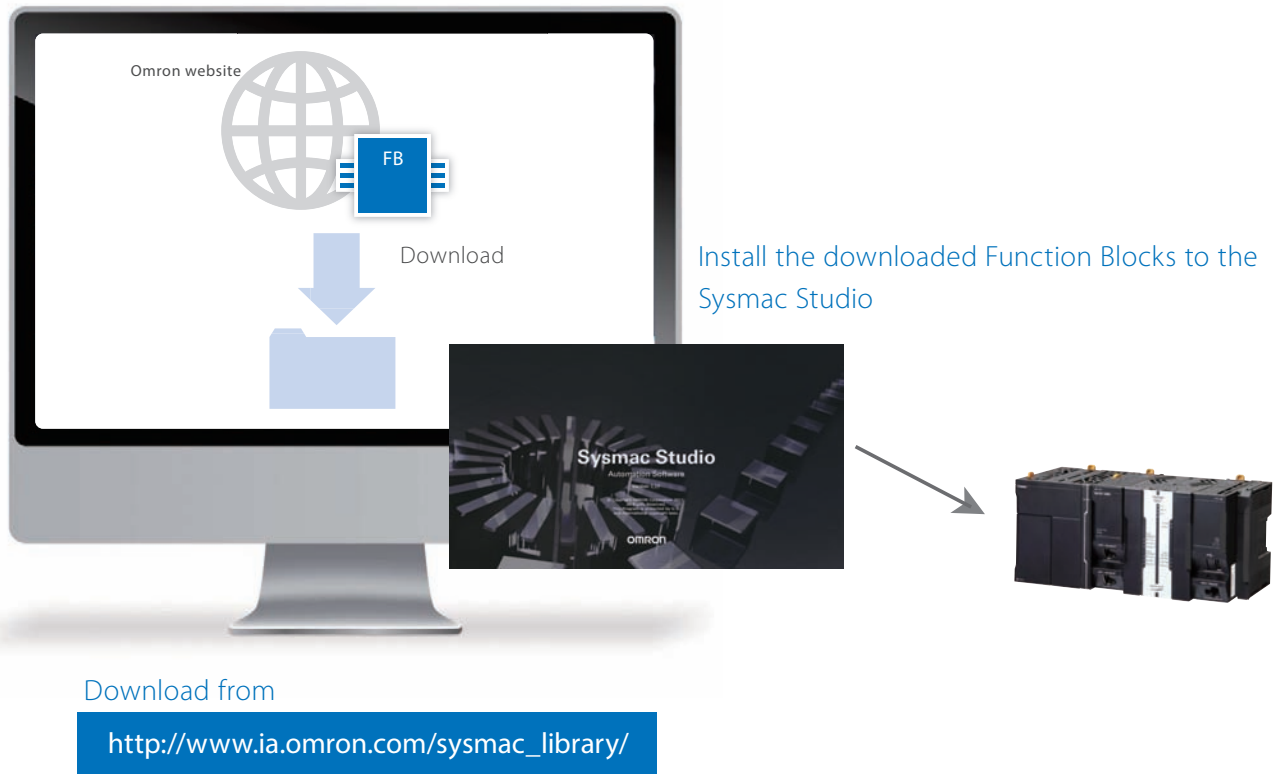 Omron website
FB
Download
Install the downloaded Function Blocks to the
Sysmac Studio
Sysmac Studio
Automation Software
OMRON
Download from
http://www.ia.omron.com/sysmac_library/